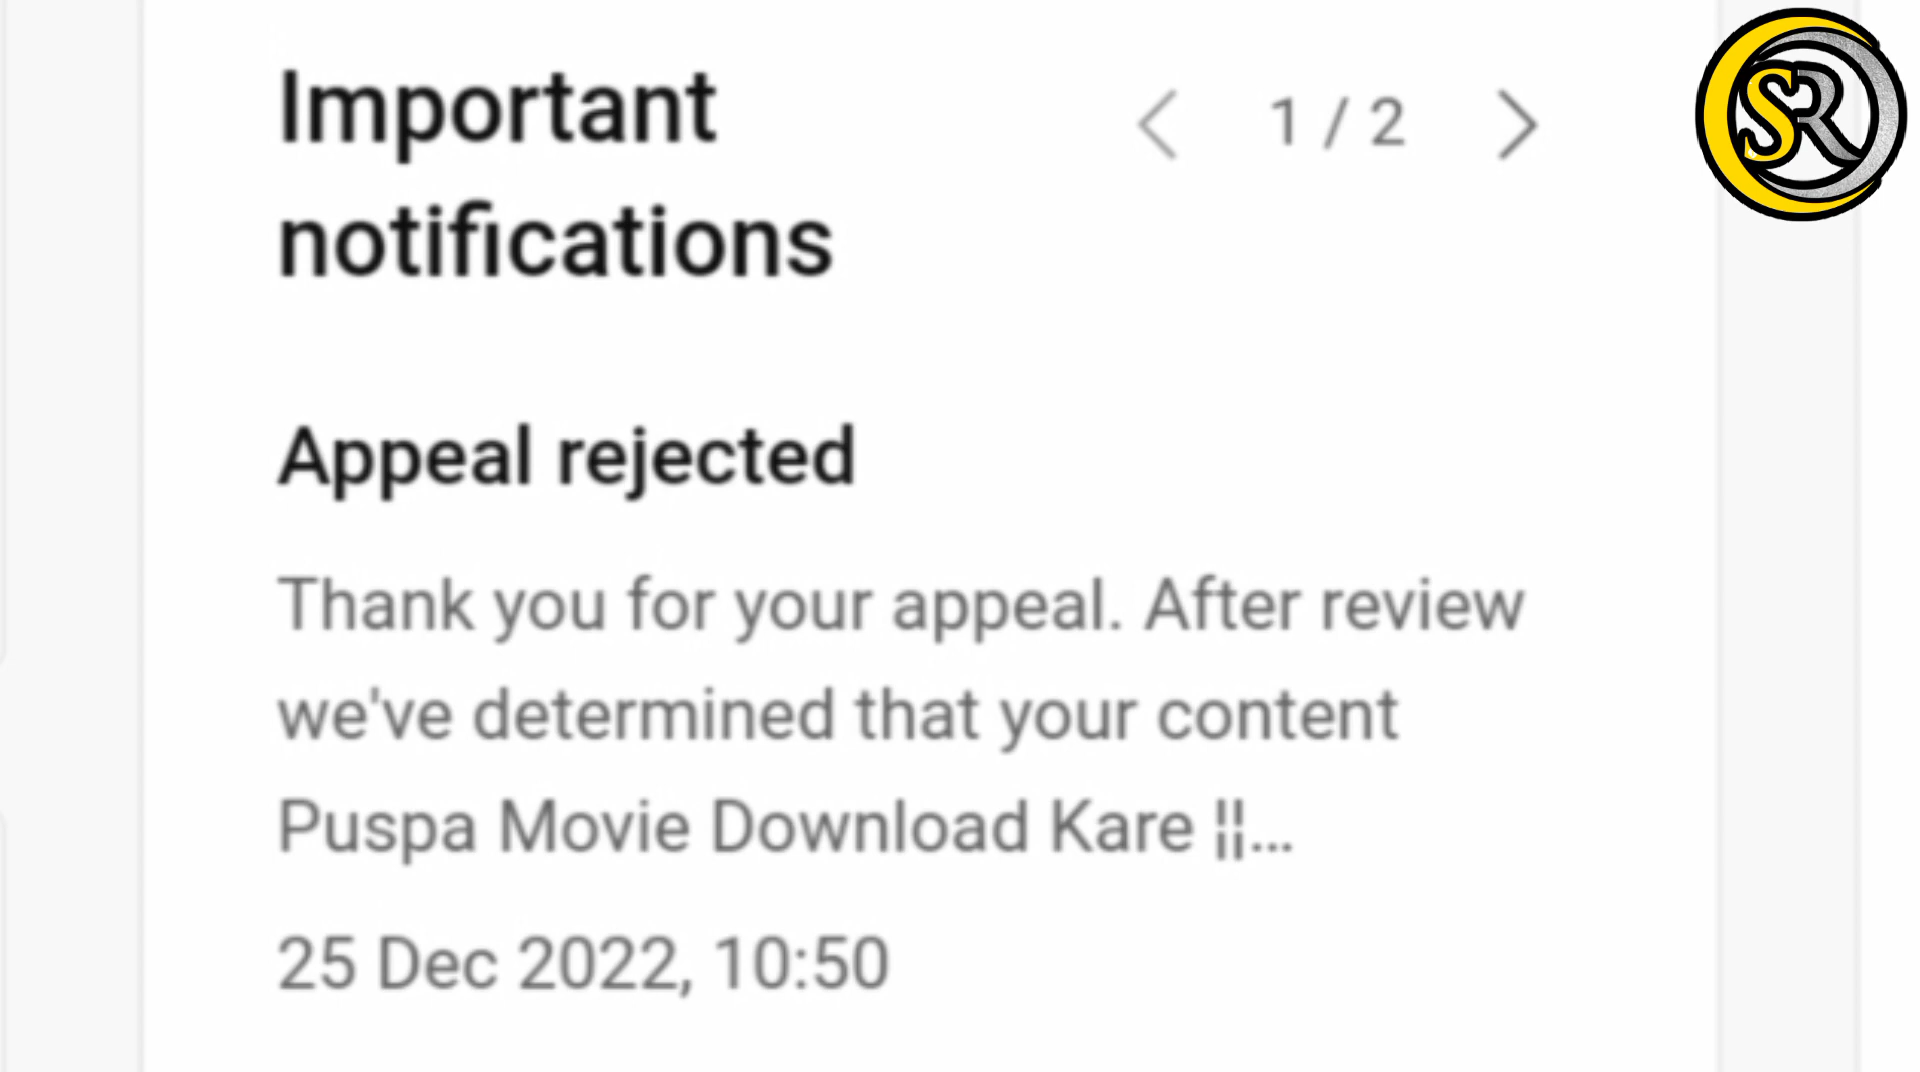 Important
notifications
< 1 / 2 >
Appeal rejected
Thank you for your appeal. After review
we've determined that your content
Puspa Movie Download Kare ¦¦...
25 Dec 2022, 10:50
SR